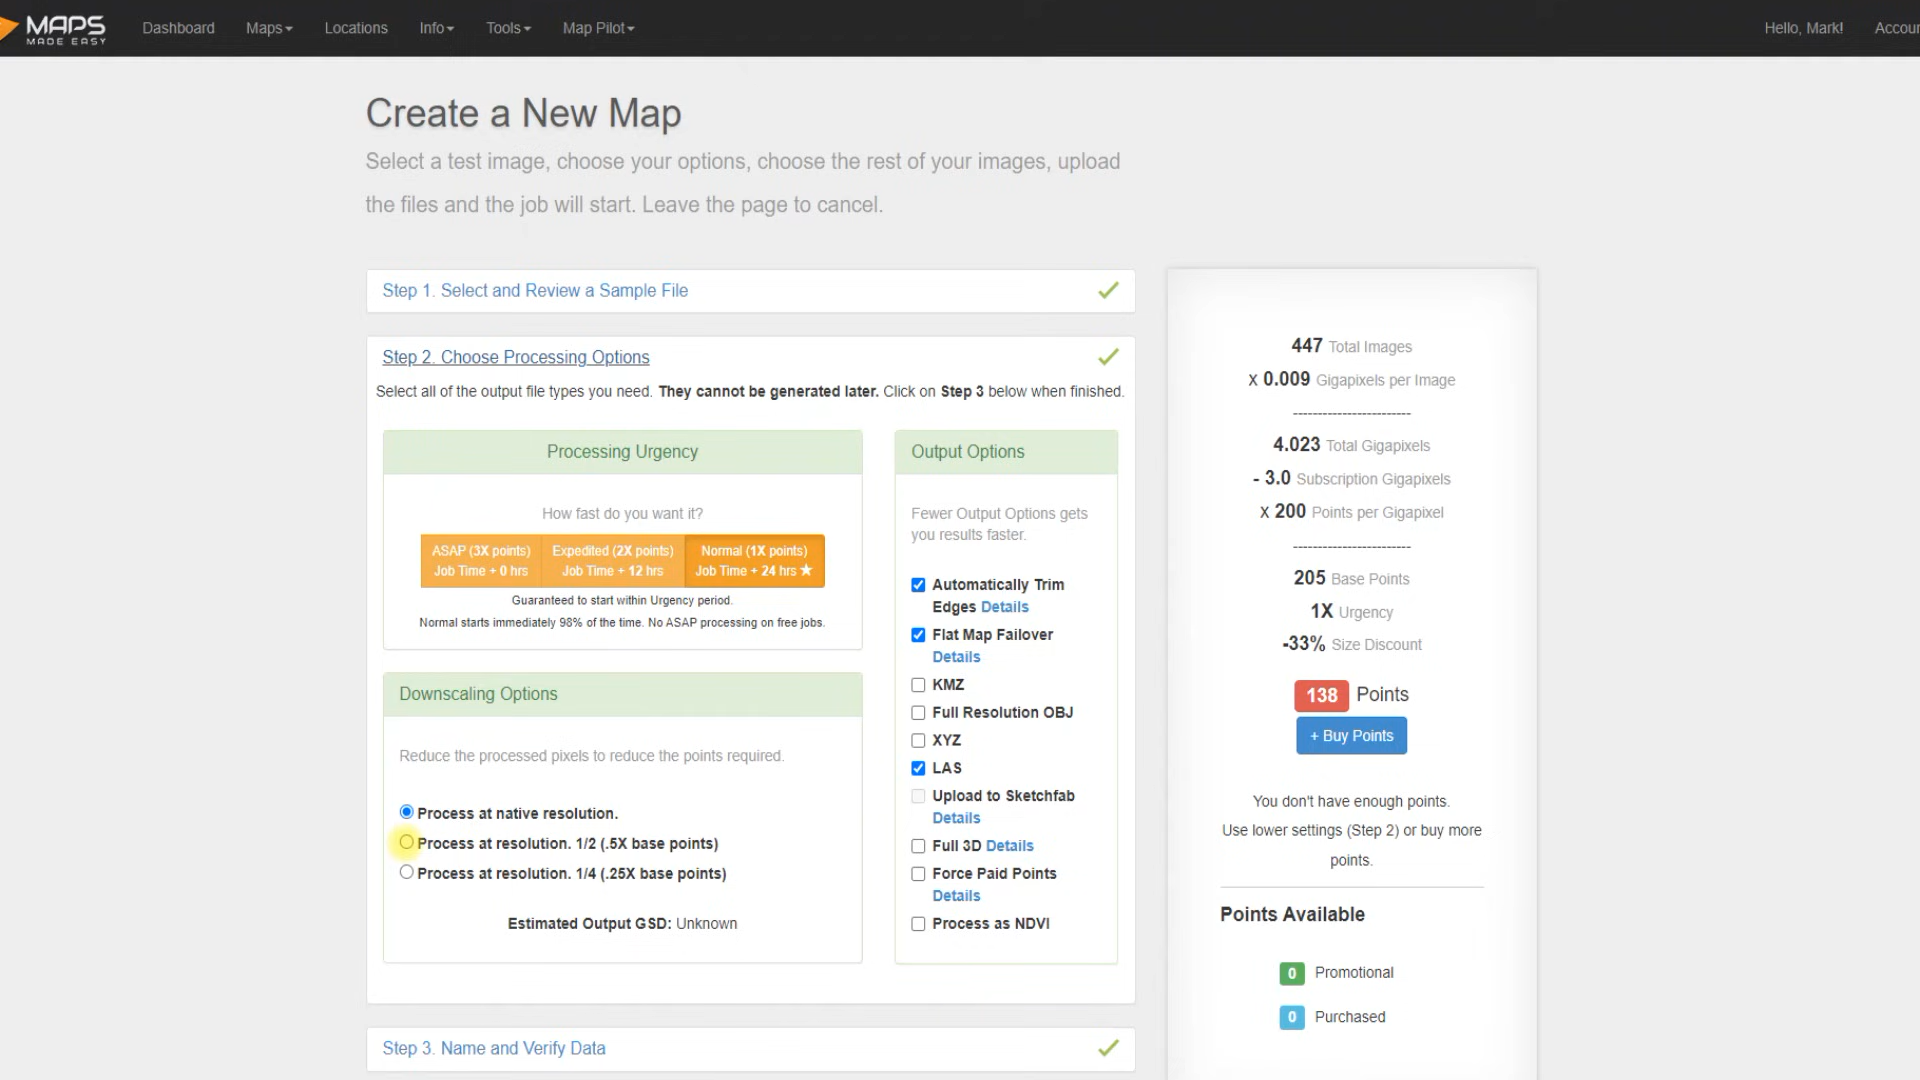 MAPS
MADE EASY
Dashboard
Maps
Locations
Info
Tools
Map Pilot
Hello, Mark!
Create a New Map
Select a test image, choose your options, choose the rest of your images, upload
the files and the job will start. Leave the page to cancel.
Step 1. Select and Review a Sample File
Step 2. Choose Processing Options
Select all of the output file types you need. They cannot be generated later. Click on Step 3 below when finished.
Processing Urgency
How fast do you want it?
ASAP (3X points)
Job Time + 0 hrs
Expedited (2X points)
Job Time + 12 hrs
Normal (1X points)
Job Time + 24 hrs ★
Guaranteed to start within Urgency period.
Normal starts immediately 98% of the time. No ASAP processing on free jobs.
Downscaling Options
Reduce the processed pixels to reduce the points required.
Process at native resolution.
Process at resolution. 1/2 (.5X base points)
Process at resolution. 1/4 (.25X base points)
Estimated Output GSD: Unknown
Output Options
Fewer Output Options gets
you results faster.
Automatically Trim
Edges Details
Flat Map Failover
Details
KMZ
Full Resolution OBJ
XYZ
LAS
Upload to Sketchfab
Details
Full 3D Details
Force Paid Points
Details
Process as NDVI
Step 3. Name and Verify Data
447 Total Images
x 0.009 Gigapixels per Image
------------------------
4.023 Total Gigapixels
- 3.0 Subscription Gigapixels
x 200 Points per Gigapixel
------------------------
205 Base Points
1X Urgency
-33% Size Discount
138 Points
+ Buy Points
You don't have enough points.
Use lower settings (Step 2) or buy more
points.
Points Available
0 Promotional
0 Purchased